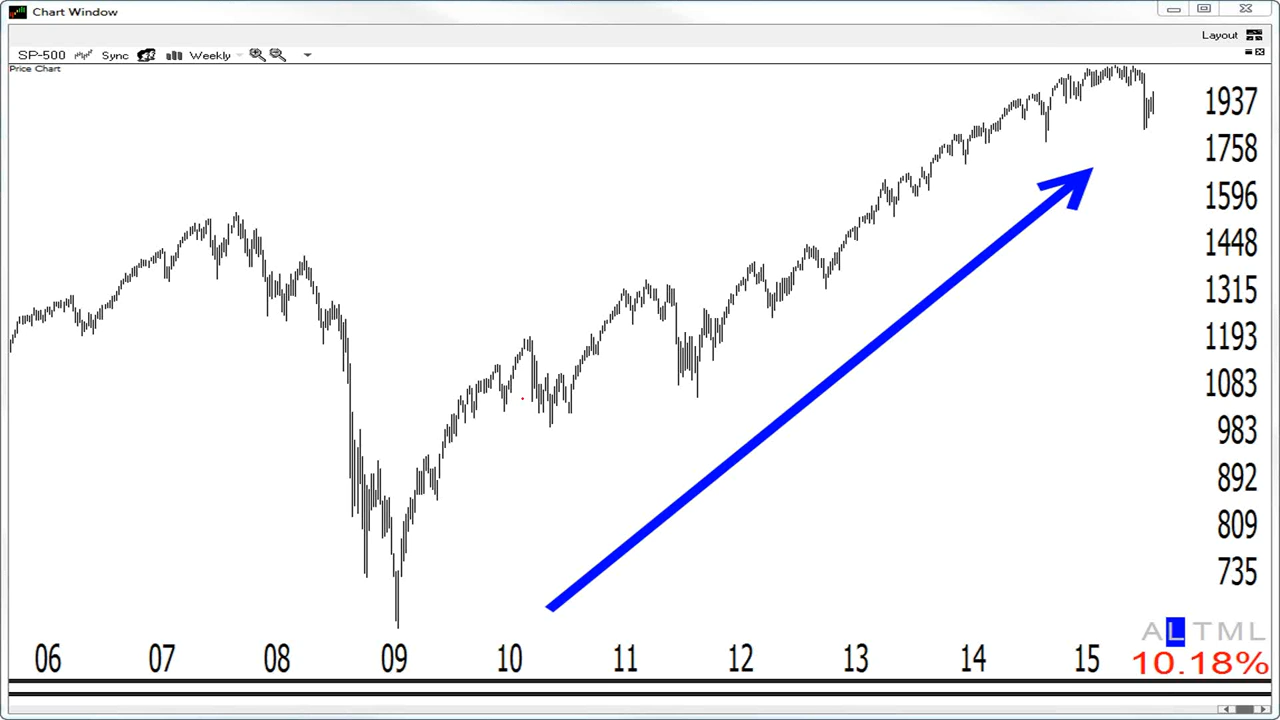 Chart Window
Layout
SP-500 Sync Weekly
Price Chart
1937
1758
1596
1448
1315
1193
1083
983
892
809
735
06 07 08 09 10 11 12 13 14 15
ALTML
10.18%